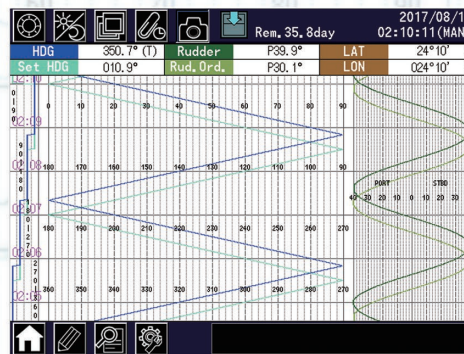 2017/08/1
Rem.35.8day 02:10:11(MAN
HDG 350.7° (T) Rudder P39.9° LAT 24°10'
Set HDG 010.9° Rud.Ord. P30.1° LON 024°10'
0 10 20 30 40 50 60 70 80 90
02:09
02:08
180 170 160 150 140 130 120 110 100 90
PORT STBD
40 30 20 10 0 10 20 30
02:07
180 190 200 210 220 230 240 250 260 270
02:06
360 350 340 330 320 310 300 290 280 270